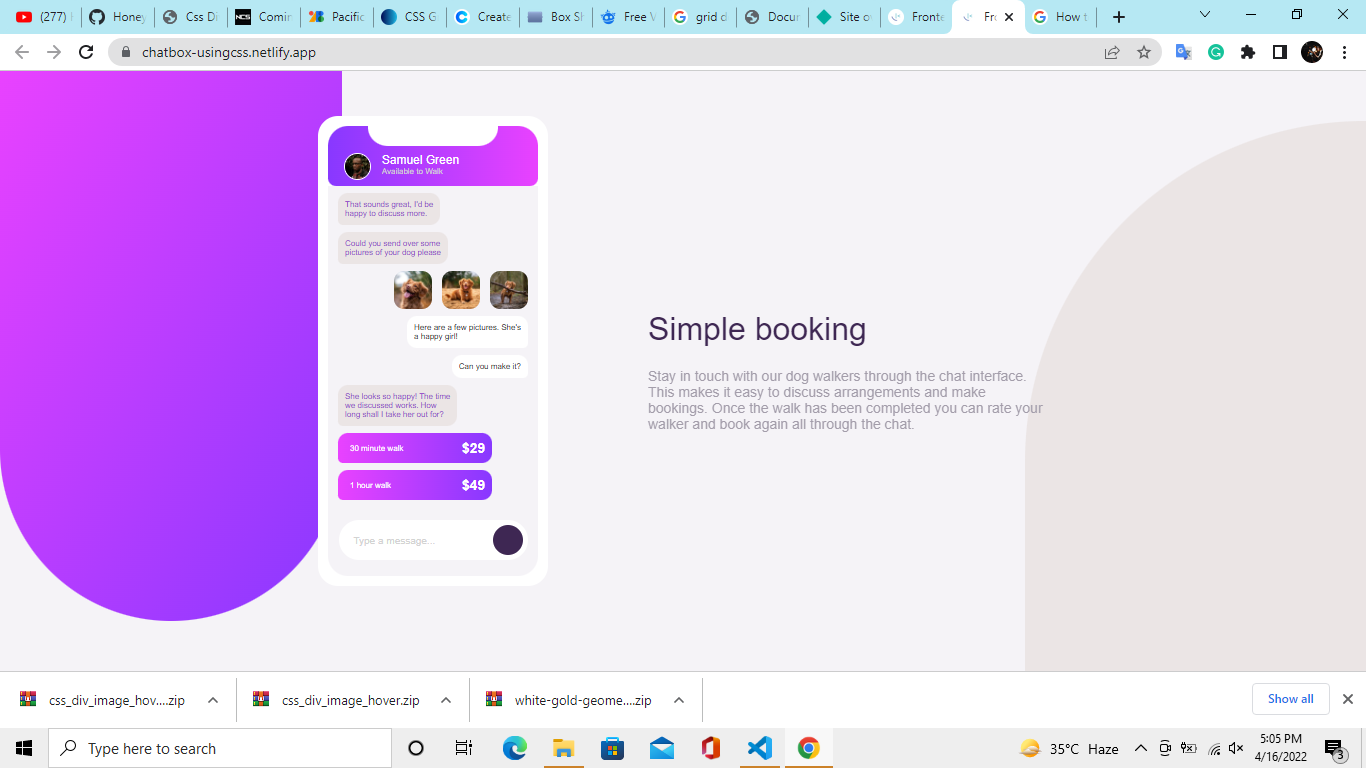 (277)
Honey
Css Di
NCS
Comin
Pacific
CSS G
Create
Box Sh
Free V
grid d
Docur
Site ov
Fronte
Fro
How t
chatbox-usingcss.netlify.app
Samuel Green
Available to Walk
That sounds great, I'd be
happy to discuss more.
Could you send over some
pictures of your dog please
Here are a few pictures. She's
a happy girl!
Can you make it?
She looks so happy! The time
we discussed works. How
long shall I take her out for?
30 minute walk $29
1 hour walk $49
Type a message...
Simple booking
Stay in touch with our dog walkers through the chat interface.
This makes it easy to discuss arrangements and make
bookings. Once the walk has been completed you can rate your
walker and book again all through the chat.
css_div_image_hov....zip
css_div_image_hover.zip
white-gold-geome....zip
Show all
Type here to search
35°C Haze
5:05 PM
4/16/2022
3